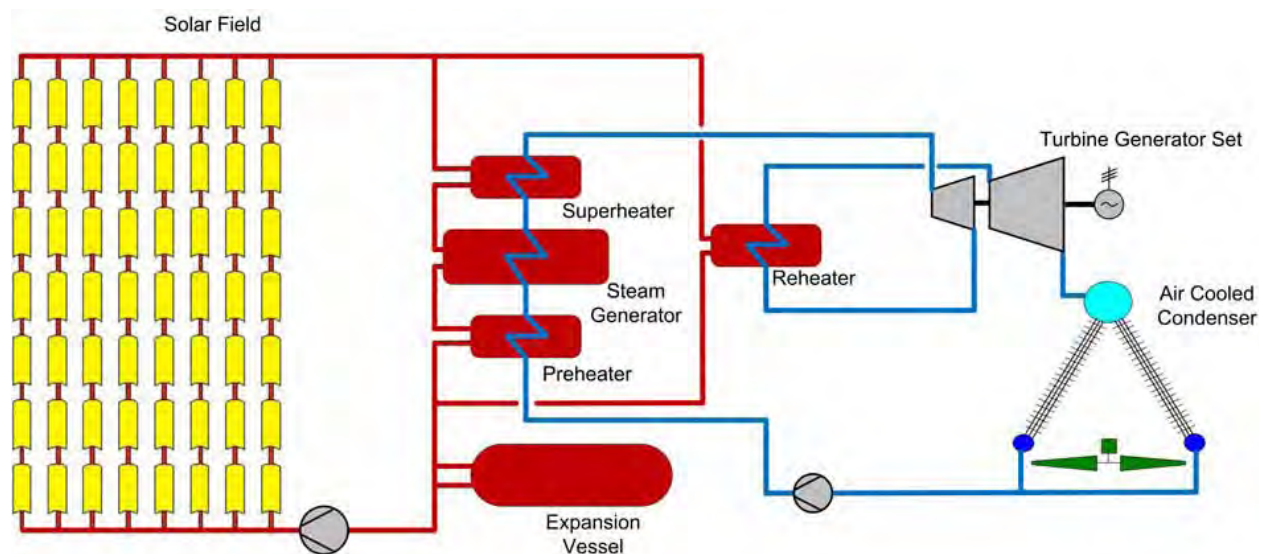 Solar Field
Turbine Generator Set
Superheater
Steam
Generator
Reheater
Air Cooled
Condenser
Preheater
Expansion
Vessel